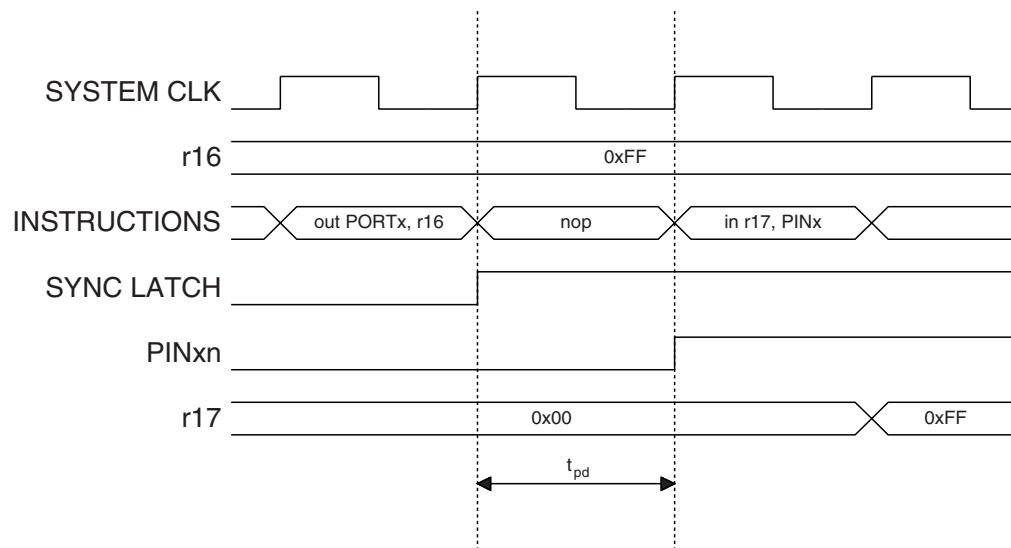 SYSTEM CLK
r16
0xFF
INSTRUCTIONS
out PORTx, r16
nop
in r17, PINx
SYNC LATCH
PINxn
r17
0x00
0xFF
tpd